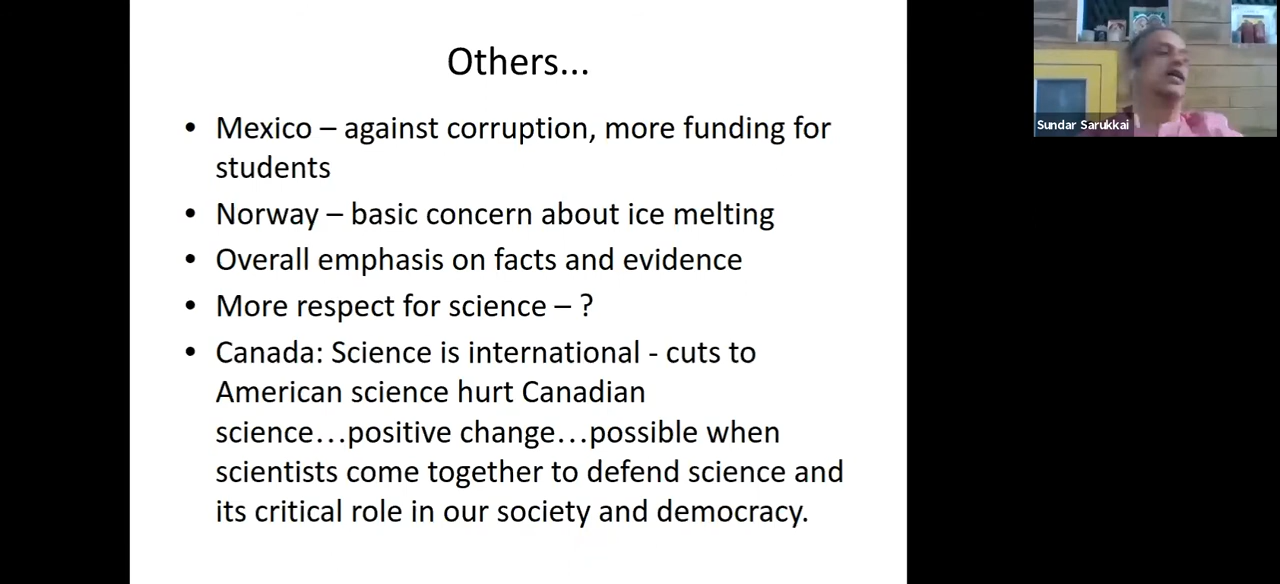 Others...
• Mexico – against corruption, more funding for
students
• Norway – basic concern about ice melting
• Overall emphasis on facts and evidence
• More respect for science – ?
• Canada: Science is international - cuts to
American science hurt Canadian
science…positive change…possible when
scientists come together to defend science and
its critical role in our society and democracy.
Sundar Sarukkai